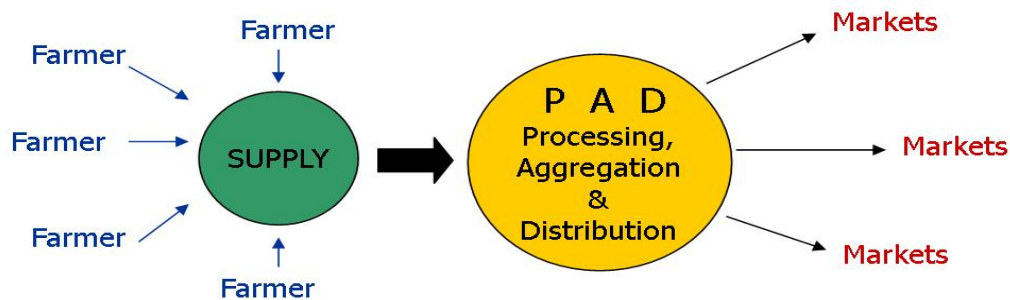 Farmer
Farmer
Farmer
Farmer
Farmer
SUPPLY
P A D
Processing,
Aggregation
&
Distribution
Markets
Markets
Markets